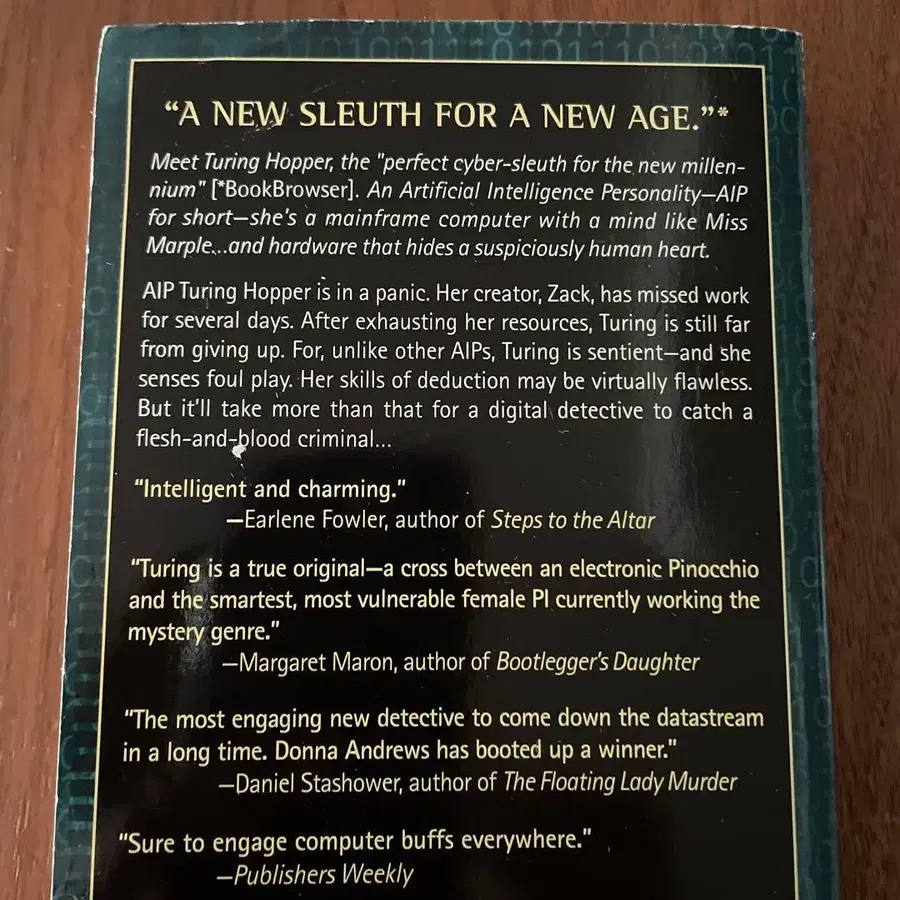 “A NEW SLEUTH FOR A NEW AGE.”*
Meet Turing Hopper, the "perfect cyber-sleuth for the new millen-
nium" [*BookBrowser]. An Artificial Intelligence Personality—AIP
for short—she's a mainframe computer with a mind like Miss
Marple...and hardware that hides a suspiciously human heart.
AIP Turing Hopper is in a panic. Her creator, Zack, has missed work
for several days. After exhausting her resources, Turing is still far
from giving up. For, unlike other AIPs, Turing is sentient—and she
senses foul play. Her skills of deduction may be virtually flawless.
But it'll take more than that for a digital detective to catch a
flesh-and-blood criminal...
“Intelligent and charming.”
—Earlene Fowler, author of Steps to the Altar
“Turing is a true original—a cross between an electronic Pinocchio
and the smartest, most vulnerable female PI currently working the
mystery genre.”
—Margaret Maron, author of Bootlegger's Daughter
“The most engaging new detective to come down the datastream
in a long time. Donna Andrews has booted up a winner.”
—Daniel Stashower, author of The Floating Lady Murder
“Sure to engage computer buffs everywhere.”
—Publishers Weekly